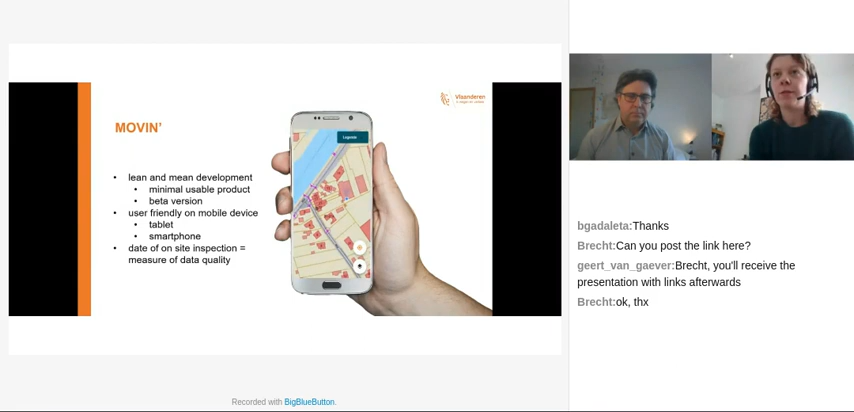 Vlaanderen
MOVIN’
Legende
• lean and mean development
• minimal usable product
• beta version
• user friendly on mobile device
• tablet
• smartphone
• date of on site inspection =
measure of data quality
bgadaleta:Thanks
Brecht:Can you post the link here?
geert_van_gaever:Brecht, you'll receive the
presentation with links afterwards
Brecht:ok, thx
Recorded with BigBlueButton.